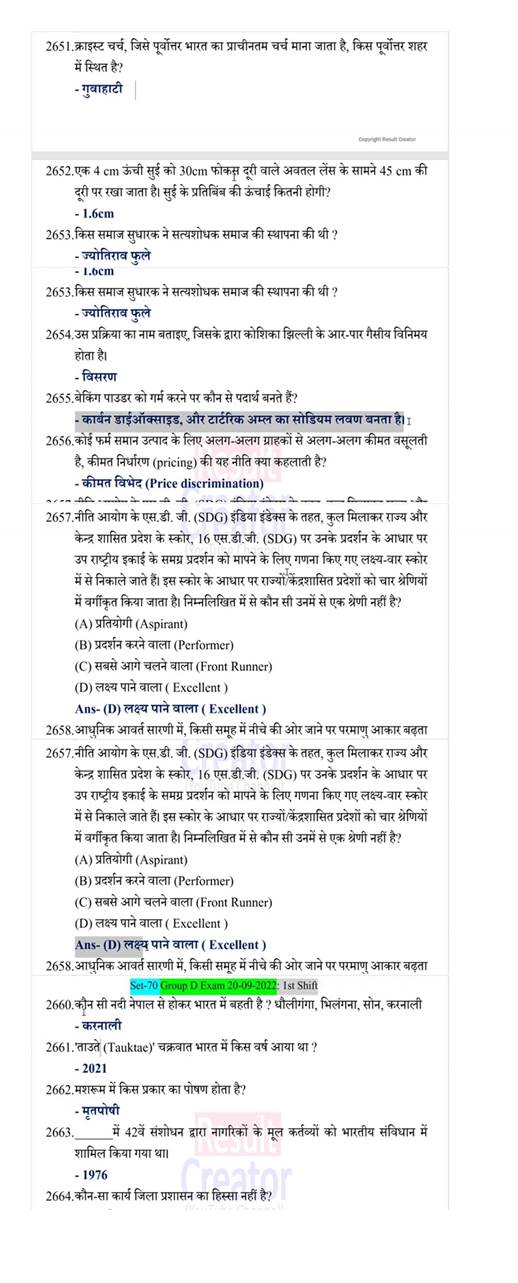 2651.क्राइस्ट चर्च, जिसे पूर्वोत्तर भारत का प्राचीनतम चर्च माना जाता है, किस पूर्वोत्तर शहर
में स्थित है?
- गुवाहाटी
Copyright Result Creator
2652.एक 4 cm ऊंची सुई को 30cm फोकस दूरी वाले अवतल लेंस के सामने 45 cm की
दूरी पर रखा जाता है। सुई के प्रतिबिंब की ऊंचाई कितनी होगी?
- 1.6cm
2653.किस समाज सुधारक ने सत्यशोधक समाज की स्थापना की थी ?
- ज्योतिराव फुले
- 1.6cm
2653.किस समाज सुधारक ने सत्यशोधक समाज की स्थापना की थी ?
- ज्योतिराव फुले
2654.उस प्रक्रिया का नाम बताइए, जिसके द्वारा कोशिका झिल्ली के आर-पार गैसीय विनिमय
होता है।
- विसरण
2655.बेकिंग पाउडर को गर्म करने पर कौन से पदार्थ बनते हैं?
- कार्बन डाईऑक्साइड, और टार्टरिक अम्ल का सोडियम लवण बनता है।
2656.कोई फर्म समान उत्पाद के लिए अलग-अलग ग्राहकों से अलग-अलग कीमत वसूलती
है, कीमत निर्धारण (pricing) की यह नीति क्या कहलाती है?
- कीमत विभेद (Price discrimination)
2657.नीति आयोग के एस.डी. जी. (SDG) इंडिया इंडेक्स के तहत, कुल मिलाकर राज्य और
केन्द्र शासित प्रदेश के स्कोर, 16 एस.डी.जी. (SDG) पर उनके प्रदर्शन के आधार पर
उप राष्ट्रीय इकाई के समग्र प्रदर्शन को मापने के लिए गणना किए गए लक्ष्य-वार स्कोर
में से निकाले जाते हैं। इस स्कोर के आधार पर राज्यों/केंद्रशासित प्रदेशों को चार श्रेणियों
में वर्गीकृत किया जाता है। निम्नलिखित में से कौन सी उनमें से एक श्रेणी नहीं है?
(A) प्रतियोगी (Aspirant)
(B) प्रदर्शन करने वाला (Performer)
(C) सबसे आगे चलने वाला (Front Runner)
(D) लक्ष्य पाने वाला ( Excellent )
Ans- (D) लक्ष्य पाने वाला ( Excellent )
2658.आधुनिक आवर्त सारणी में, किसी समूह में नीचे की ओर जाने पर परमाणु आकार बढ़ता
2657.नीति आयोग के एस.डी. जी. (SDG) इंडिया इंडेक्स के तहत, कुल मिलाकर राज्य और
केन्द्र शासित प्रदेश के स्कोर, 16 एस.डी.जी. (SDG) पर उनके प्रदर्शन के आधार पर
उप राष्ट्रीय इकाई के समग्र प्रदर्शन को मापने के लिए गणना किए गए लक्ष्य-वार स्कोर
में से निकाले जाते हैं। इस स्कोर के आधार पर राज्यों/केंद्रशासित प्रदेशों को चार श्रेणियों
में वर्गीकृत किया जाता है। निम्नलिखित में से कौन सी उनमें से एक श्रेणी नहीं है?
(A) प्रतियोगी (Aspirant)
(B) प्रदर्शन करने वाला (Performer)
(C) सबसे आगे चलने वाला (Front Runner)
(D) लक्ष्य पाने वाला ( Excellent )
Ans- (D) लक्ष्य पाने वाला ( Excellent )
2658.आधुनिक आवर्त सारणी में, किसी समूह में नीचे की ओर जाने पर परमाणु आकार बढ़ता
Set-70 Group D Exam 20-09-2022: 1st Shift
2660.कौन सी नदी नेपाल से होकर भारत में बहती है ? धौलीगंगा, भिलंगना, सोन, करनाली
- करनाली
2661.'ताउते (Tauktae)' चक्रवात भारत में किस वर्ष आया था ?
- 2021
2662.मशरूम में किस प्रकार का पोषण होता है?
- मृतपोषी
2663.______में 42वें संशोधन द्वारा नागरिकों के मूल कर्तव्यों को भारतीय संविधान में
शामिल किया गया था।
- 1976
Result
Creator
2664.कौन-सा कार्य जिला प्रशासन का हिस्सा नहीं है?